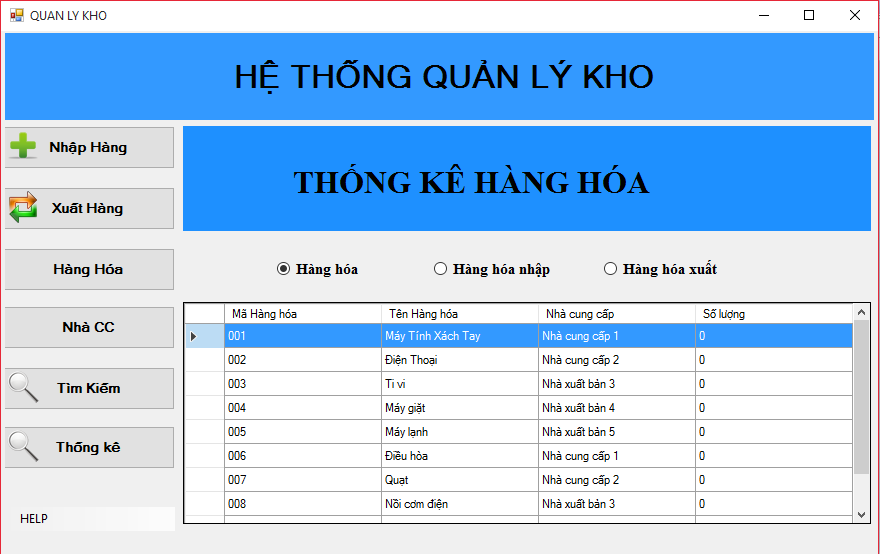 QUAN LY KHO
HỆ THỐNG QUẢN LÝ KHO
Nhập Hàng
Xuất Hàng
Hàng Hóa
Nhà CC
Tìm Kiếm
Thống kê
HELP
THỐNG KÊ HÀNG HÓA
Hàng hóa Hàng hóa nhập Hàng hóa xuất
Mã Hàng hóa Tên Hàng hóa Nhà cung cấp Số lượng
001 Máy Tính Xách Tay Nhà cung cấp 1 0
002 Điện Thoại Nhà cung cấp 2 0
003 Ti vi Nhà xuất bản 3 0
004 Máy giặt Nhà xuất bản 4 0
005 Máy lạnh Nhà xuất bản 5 0
006 Điều hòa Nhà cung cấp 1 0
007 Quạt Nhà cung cấp 2 0
008 Nồi cơm điện Nhà xuất bản 3 0